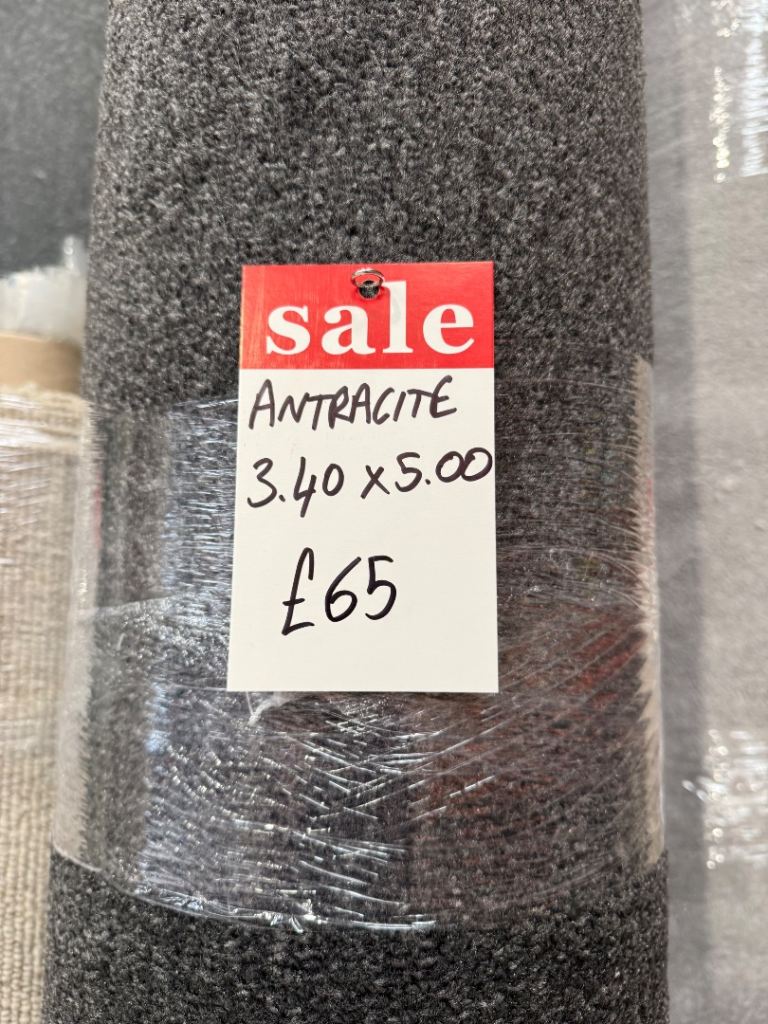 sale
ANTRACITE
3.40 x 5.00
£65